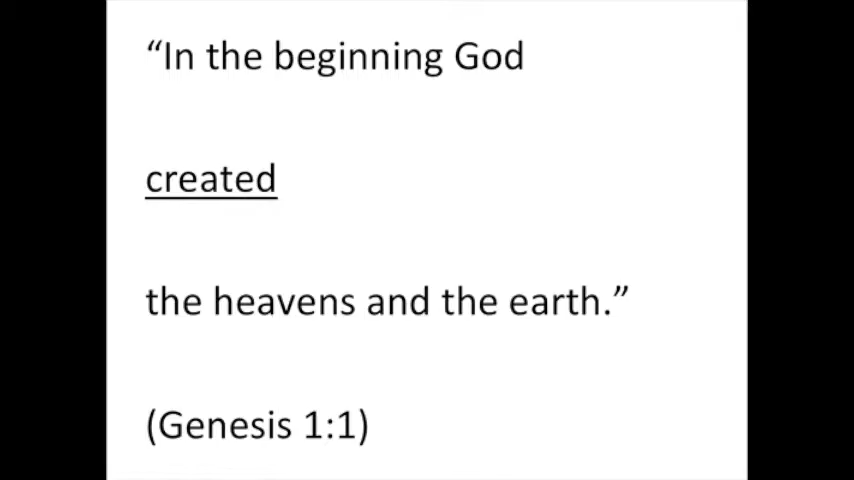 “In the beginning God
created
the heavens and the earth.”
(Genesis 1:1)